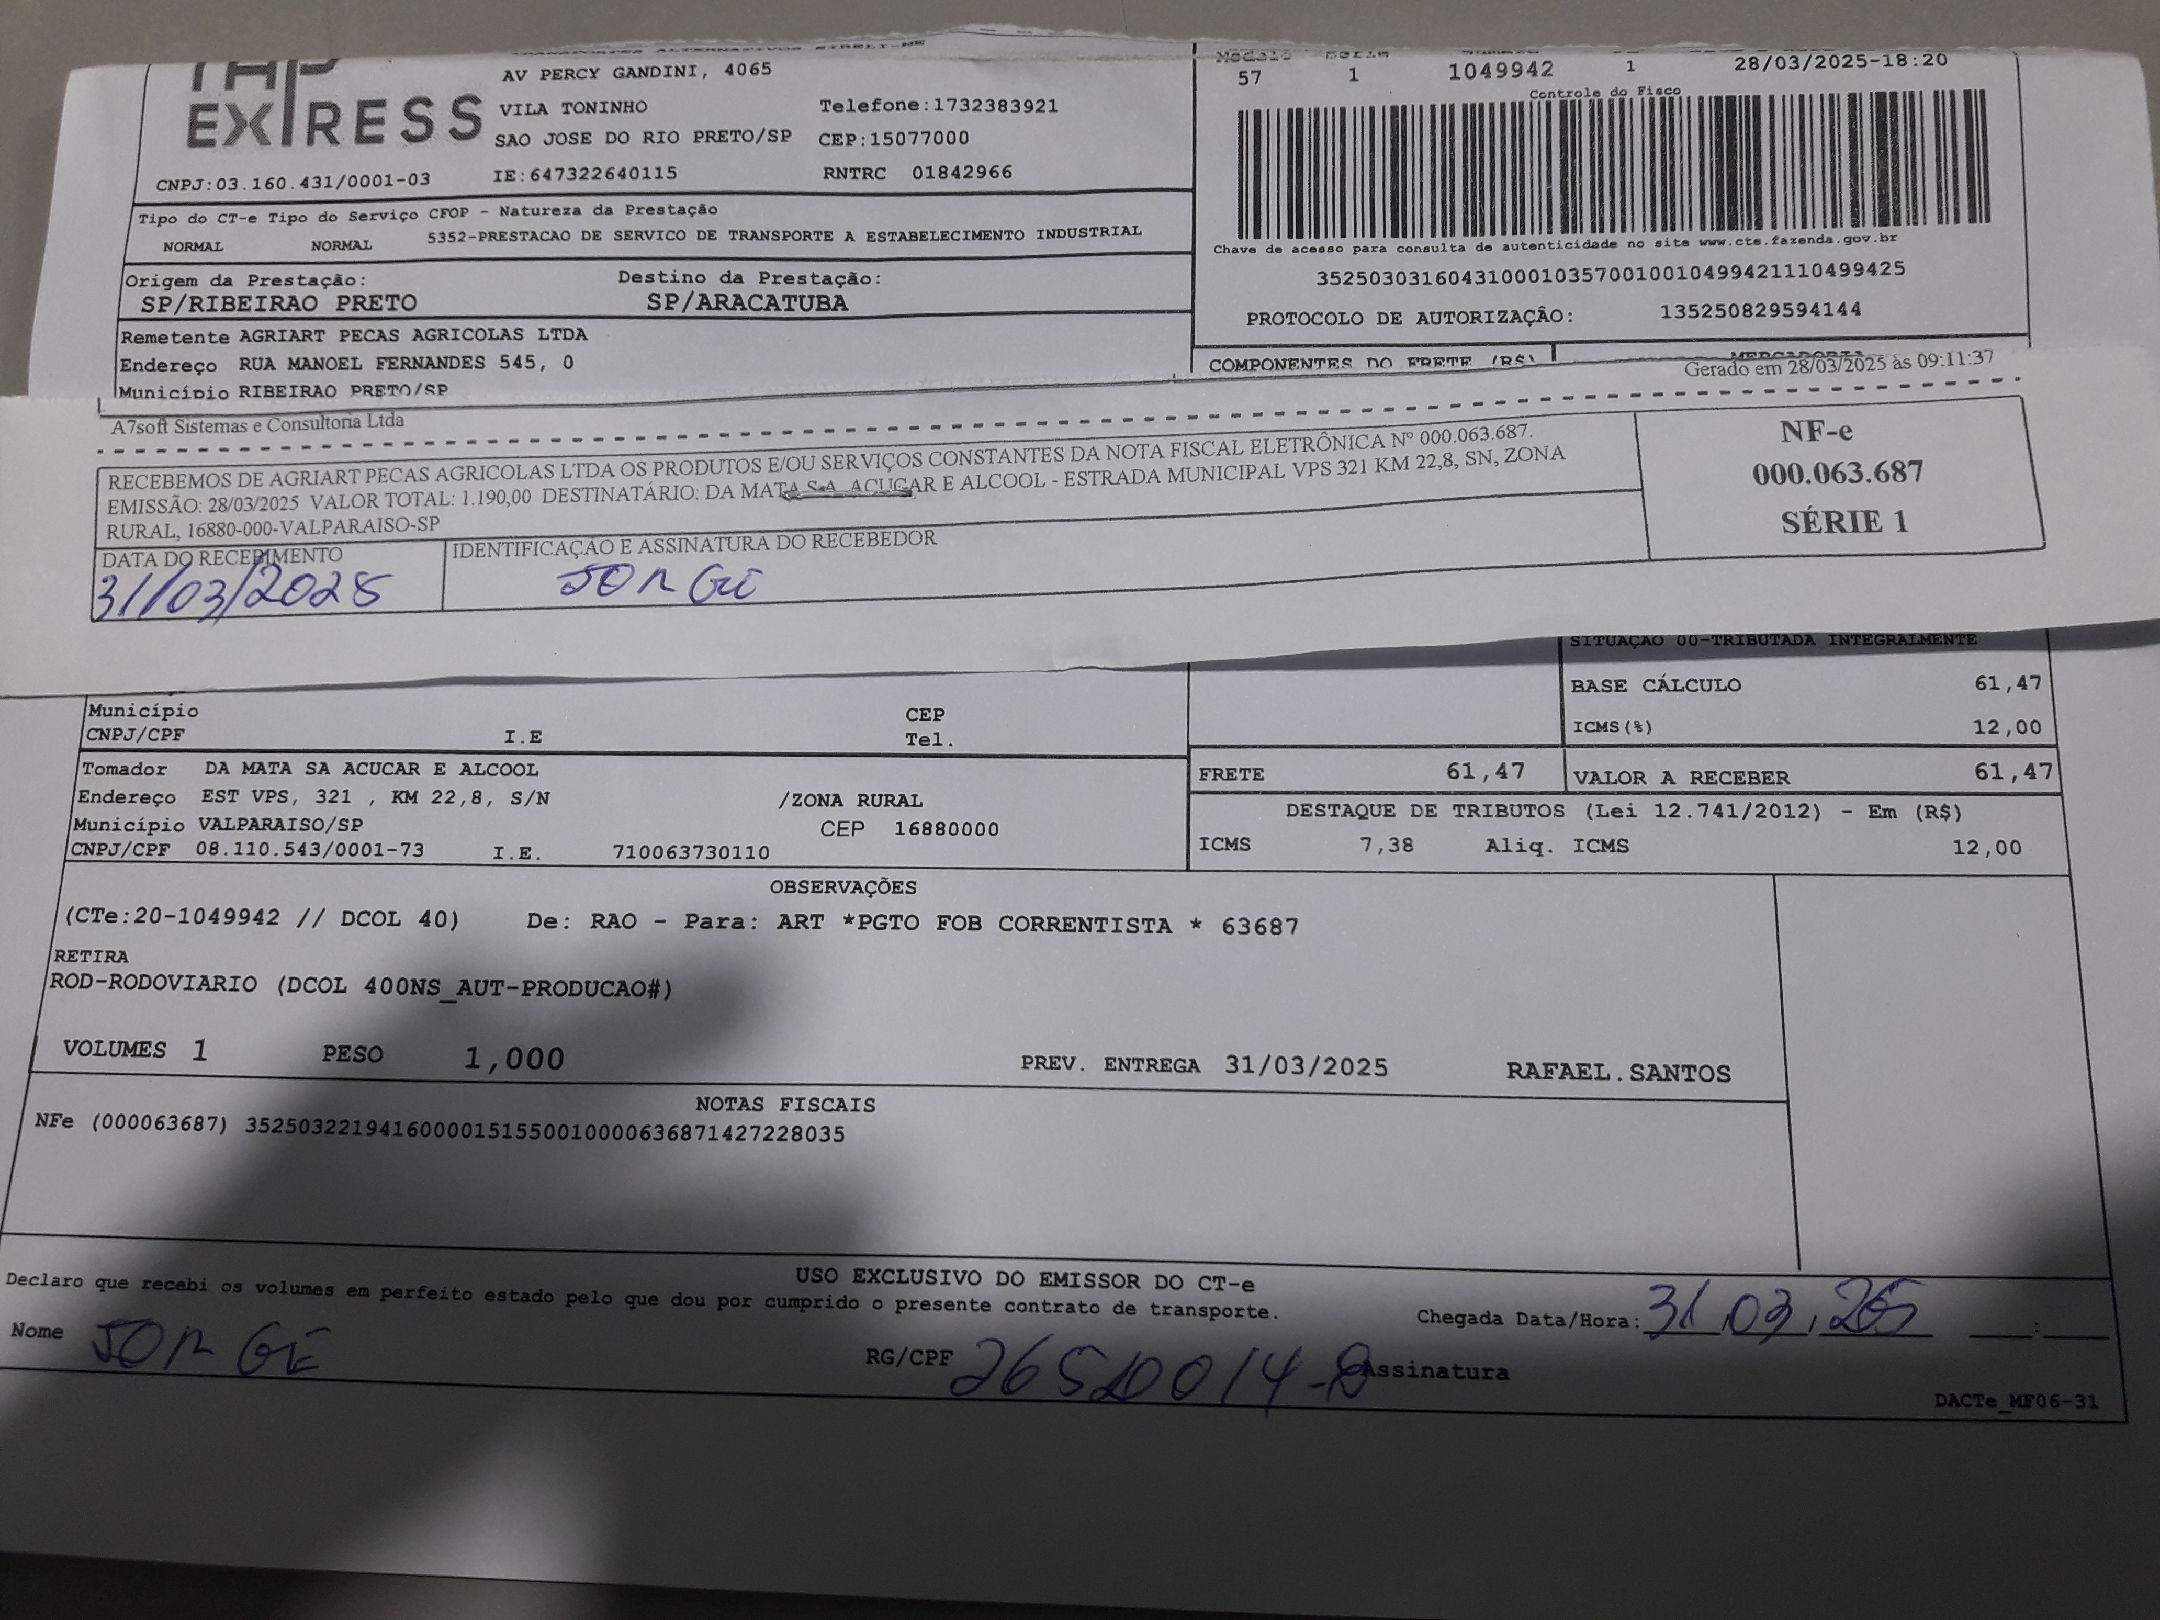 TRANSPORTES ALTERNATIVOS EIRELI-ME
TAP
EXPRESS
AV PERCY GANDINI, 4065
VILA TONINHO Telefone:1732383921
SAO JOSE DO RIO PRETO/SP CEP:15077000
CNPJ:03.160.431/0001-03 IE:647322640115 RNTRC 01842966
Modelo Série
57 1 1049942 1 28/03/2025-18:20
Controle do Fisco
Chave de acesso para consulta de autenticidade no site www.cte.fazenda.gov.br
35250303160431000103570010010499421110499425
PROTOCOLO DE AUTORIZAÇÃO: 135250829594144
Tipo do CT-e Tipo do Serviço CFOP - Natureza da Prestação
NORMAL NORMAL 5352-PRESTACAO DE SERVICO DE TRANSPORTE A ESTABELECIMENTO INDUSTRIAL
Origem da Prestação: Destino da Prestação:
SP/RIBEIRAO PRETO SP/ARACATUBA
Remetente AGRIART PECAS AGRICOLAS LTDA
Endereço RUA MANOEL FERNANDES 545, 0
Município RIBEIRAO PRETO/SP
COMPONENTES DO FRETE (R$) MERCADORIA
A7soft Sistemas e Consultoria Ltda Gerado em 28/03/2025 às 09:11:37
RECEBEMOS DE AGRIART PECAS AGRICOLAS LTDA OS PRODUTOS E/OU SERVIÇOS CONSTANTES DA NOTA FISCAL ELETRÔNICA Nº 000.063.687.
EMISSÃO: 28/03/2025 VALOR TOTAL: 1.190,00 DESTINATÁRIO: DA MATA S.A. AÇUCAR E ALCOOL - ESTRADA MUNICIPAL VPS 321 KM 22,8, SN, ZONA
RURAL, 16880-000-VALPARAISO-SP
NF-e
000.063.687
SÉRIE 1
DATA DO RECEBIMENTO IDENTIFICAÇÃO E ASSINATURA DO RECEBEDOR
31/03/2025 JORGE
SITUAÇÃO 00-TRIBUTADA INTEGRALMENTE
BASE CÁLCULO 61,47
ICMS(%) 12,00
Município CEP
CNPJ/CPF I.E Tel.
Tomador DA MATA SA ACUCAR E ALCOOL
Endereço EST VPS, 321 , KM 22,8, S/N /ZONA RURAL
Município VALPARAISO/SP CEP 16880000
CNPJ/CPF 08.110.543/0001-73 I.E. 710063730110
FRETE 61,47 VALOR A RECEBER 61,47
DESTAQUE DE TRIBUTOS (Lei 12.741/2012) - Em (R$)
ICMS 7,38 Aliq. ICMS 12,00
OBSERVAÇÕES
(CTe:20-1049942 // DCOL 40) De: RAO - Para: ART *PGTO FOB CORRENTISTA * 63687
RETIRA
ROD-RODOVIARIO (DCOL 400NS_AUT-PRODUCAO#)
VOLUMES 1 PESO 1,000 PREV. ENTREGA 31/03/2025 RAFAEL.SANTOS
NOTAS FISCAIS
NFe (000063687) 35250322194160000151550010000636871427228035
USO EXCLUSIVO DO EMISSOR DO CT-e
Declaro que recebi os volumes em perfeito estado pelo que dou por cumprido o presente contrato de transporte.
Chegada Data/Hora: 31/03/25 :
Nome JORGE RG/CPF Assinatura
DACTe_MF06-31